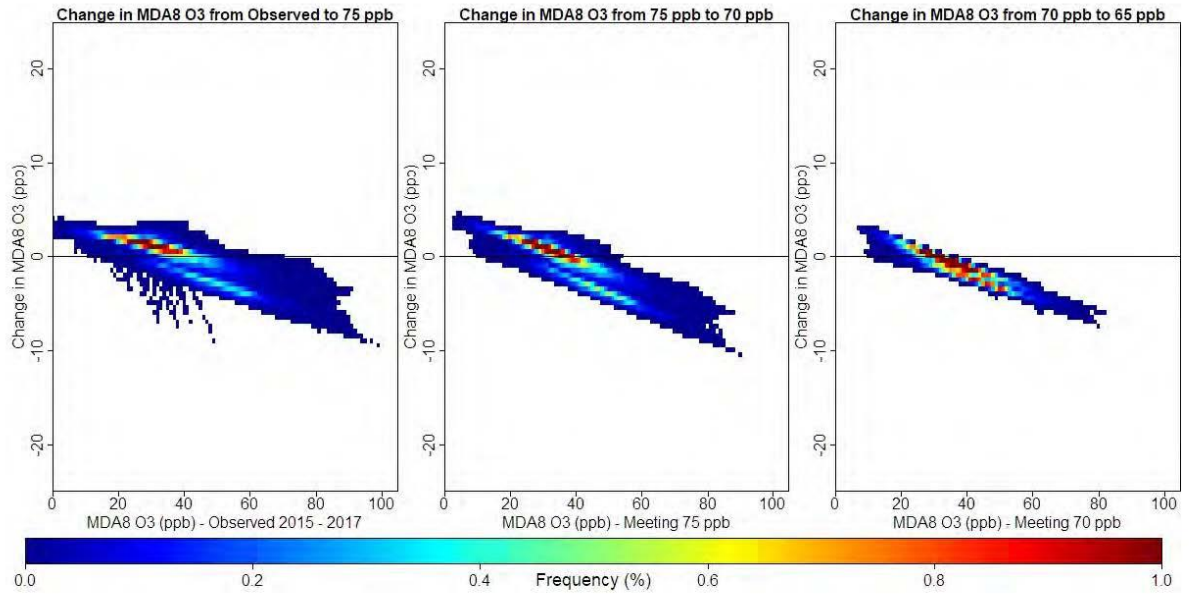 Change in MDA8 O3 from Observed to 75 ppb
Change in MDA8 O3 (ppb)
20
10
0
-10
-20
0 20 40 60 80 100
MDA8 O3 (ppb) - Observed 2015 - 2017
Change in MDA8 O3 from 75 ppb to 70 ppb
Change in MDA8 O3 (ppb)
20
10
0
-10
-20
0 20 40 60 80 100
MDA8 O3 (ppb) - Meeting 75 ppb
Change in MDA8 O3 from 70 ppb to 65 ppb
Change in MDA8 O3 (ppb)
20
10
0
-10
-20
0 20 40 60 80 100
MDA8 O3 (ppb) - Meeting 70 ppb
0.0 0.2 0.4 Frequency (%) 0.6 0.8 1.0